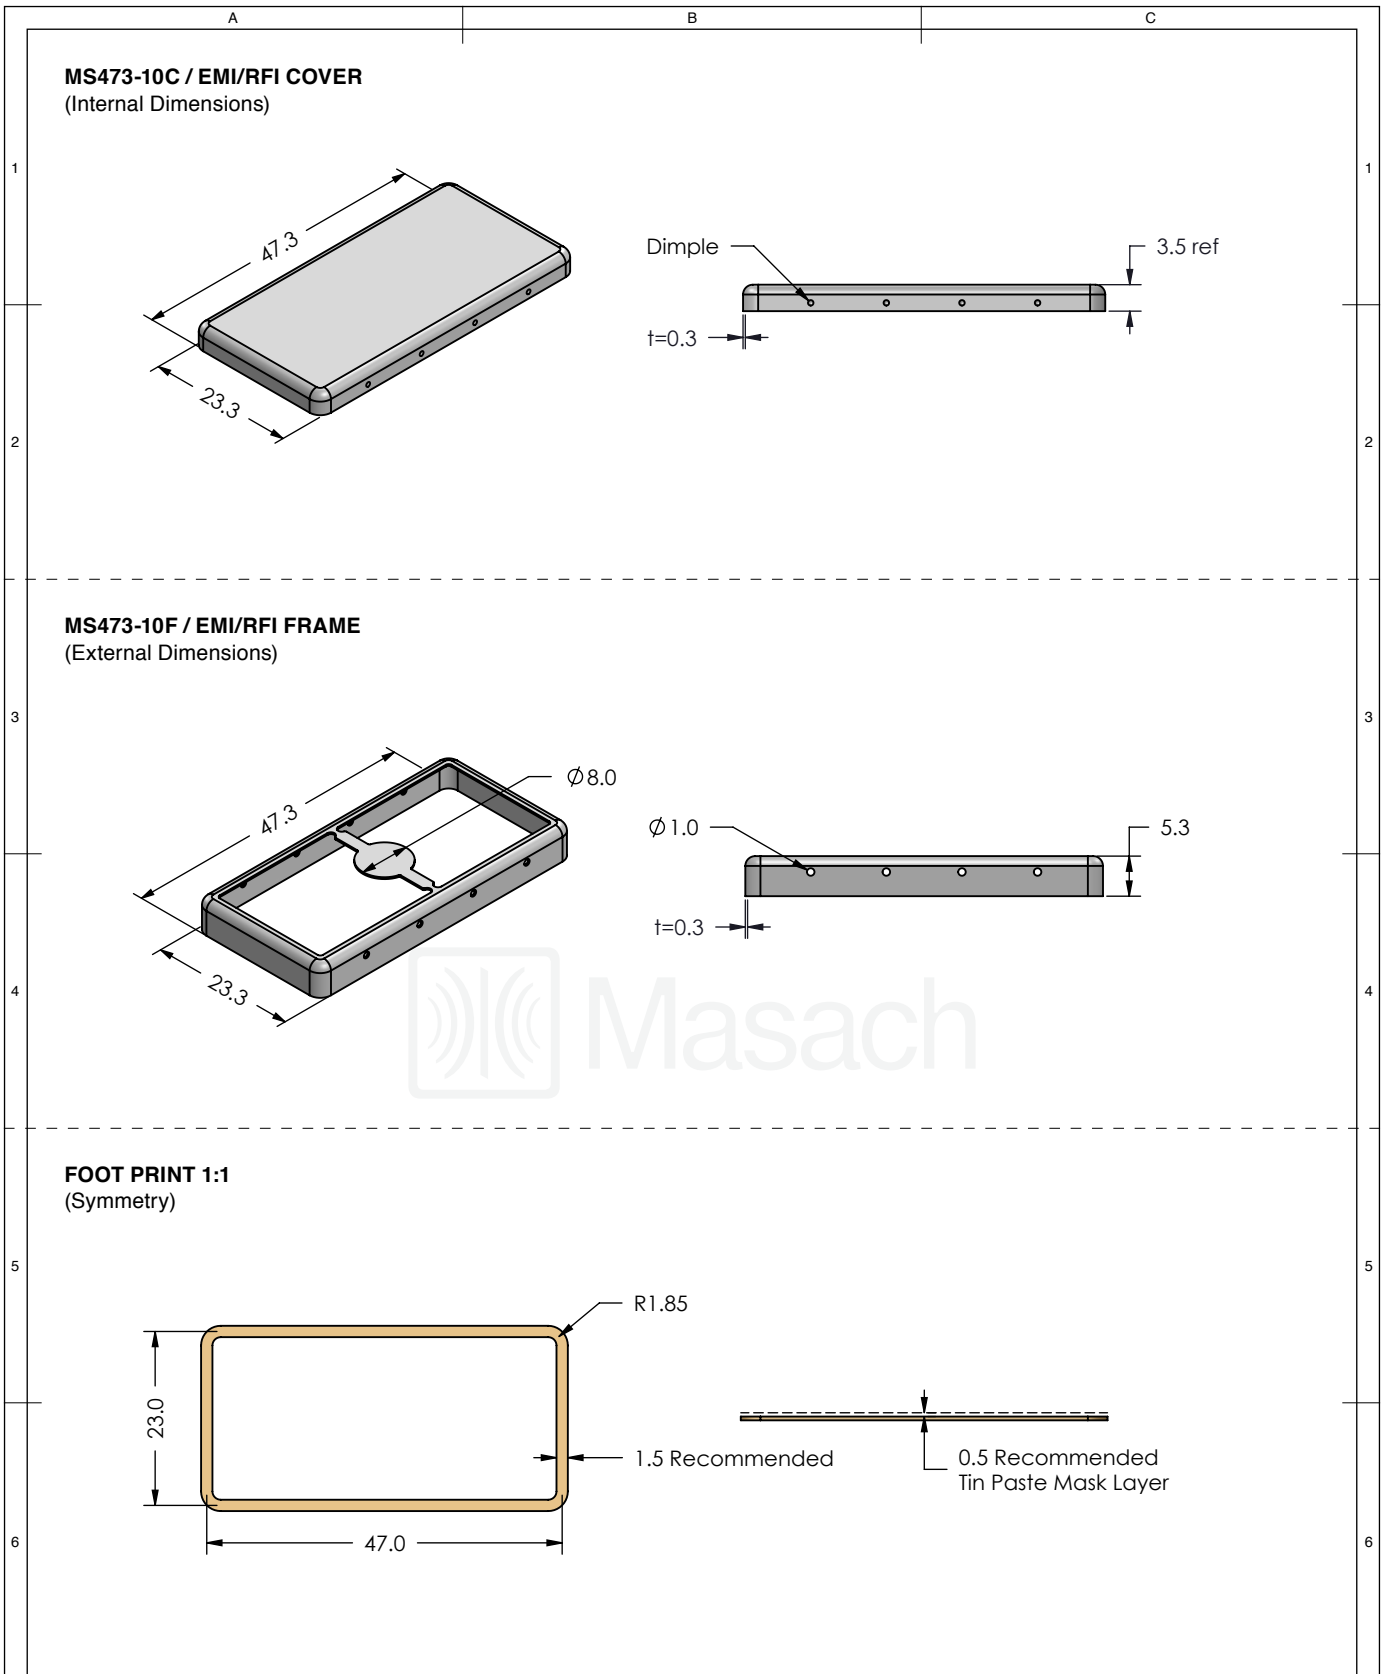 A B C
MS473-10C / EMI/RFI COVER
(Internal Dimensions)
1 1
47.3
Dimple
3.5 ref
t=0.3
23.3
2 2
MS473-10F / EMI/RFI FRAME
(External Dimensions)
3 3
Ø8.0
47.3
Ø1.0
5.3
t=0.3
23.3
4 4
Masach
FOOT PRINT 1:1
(Symmetry)
5 5
R1.85
23.0
1.5 Recommended
0.5 Recommended
Tin Paste Mask Layer
47.0
6 6